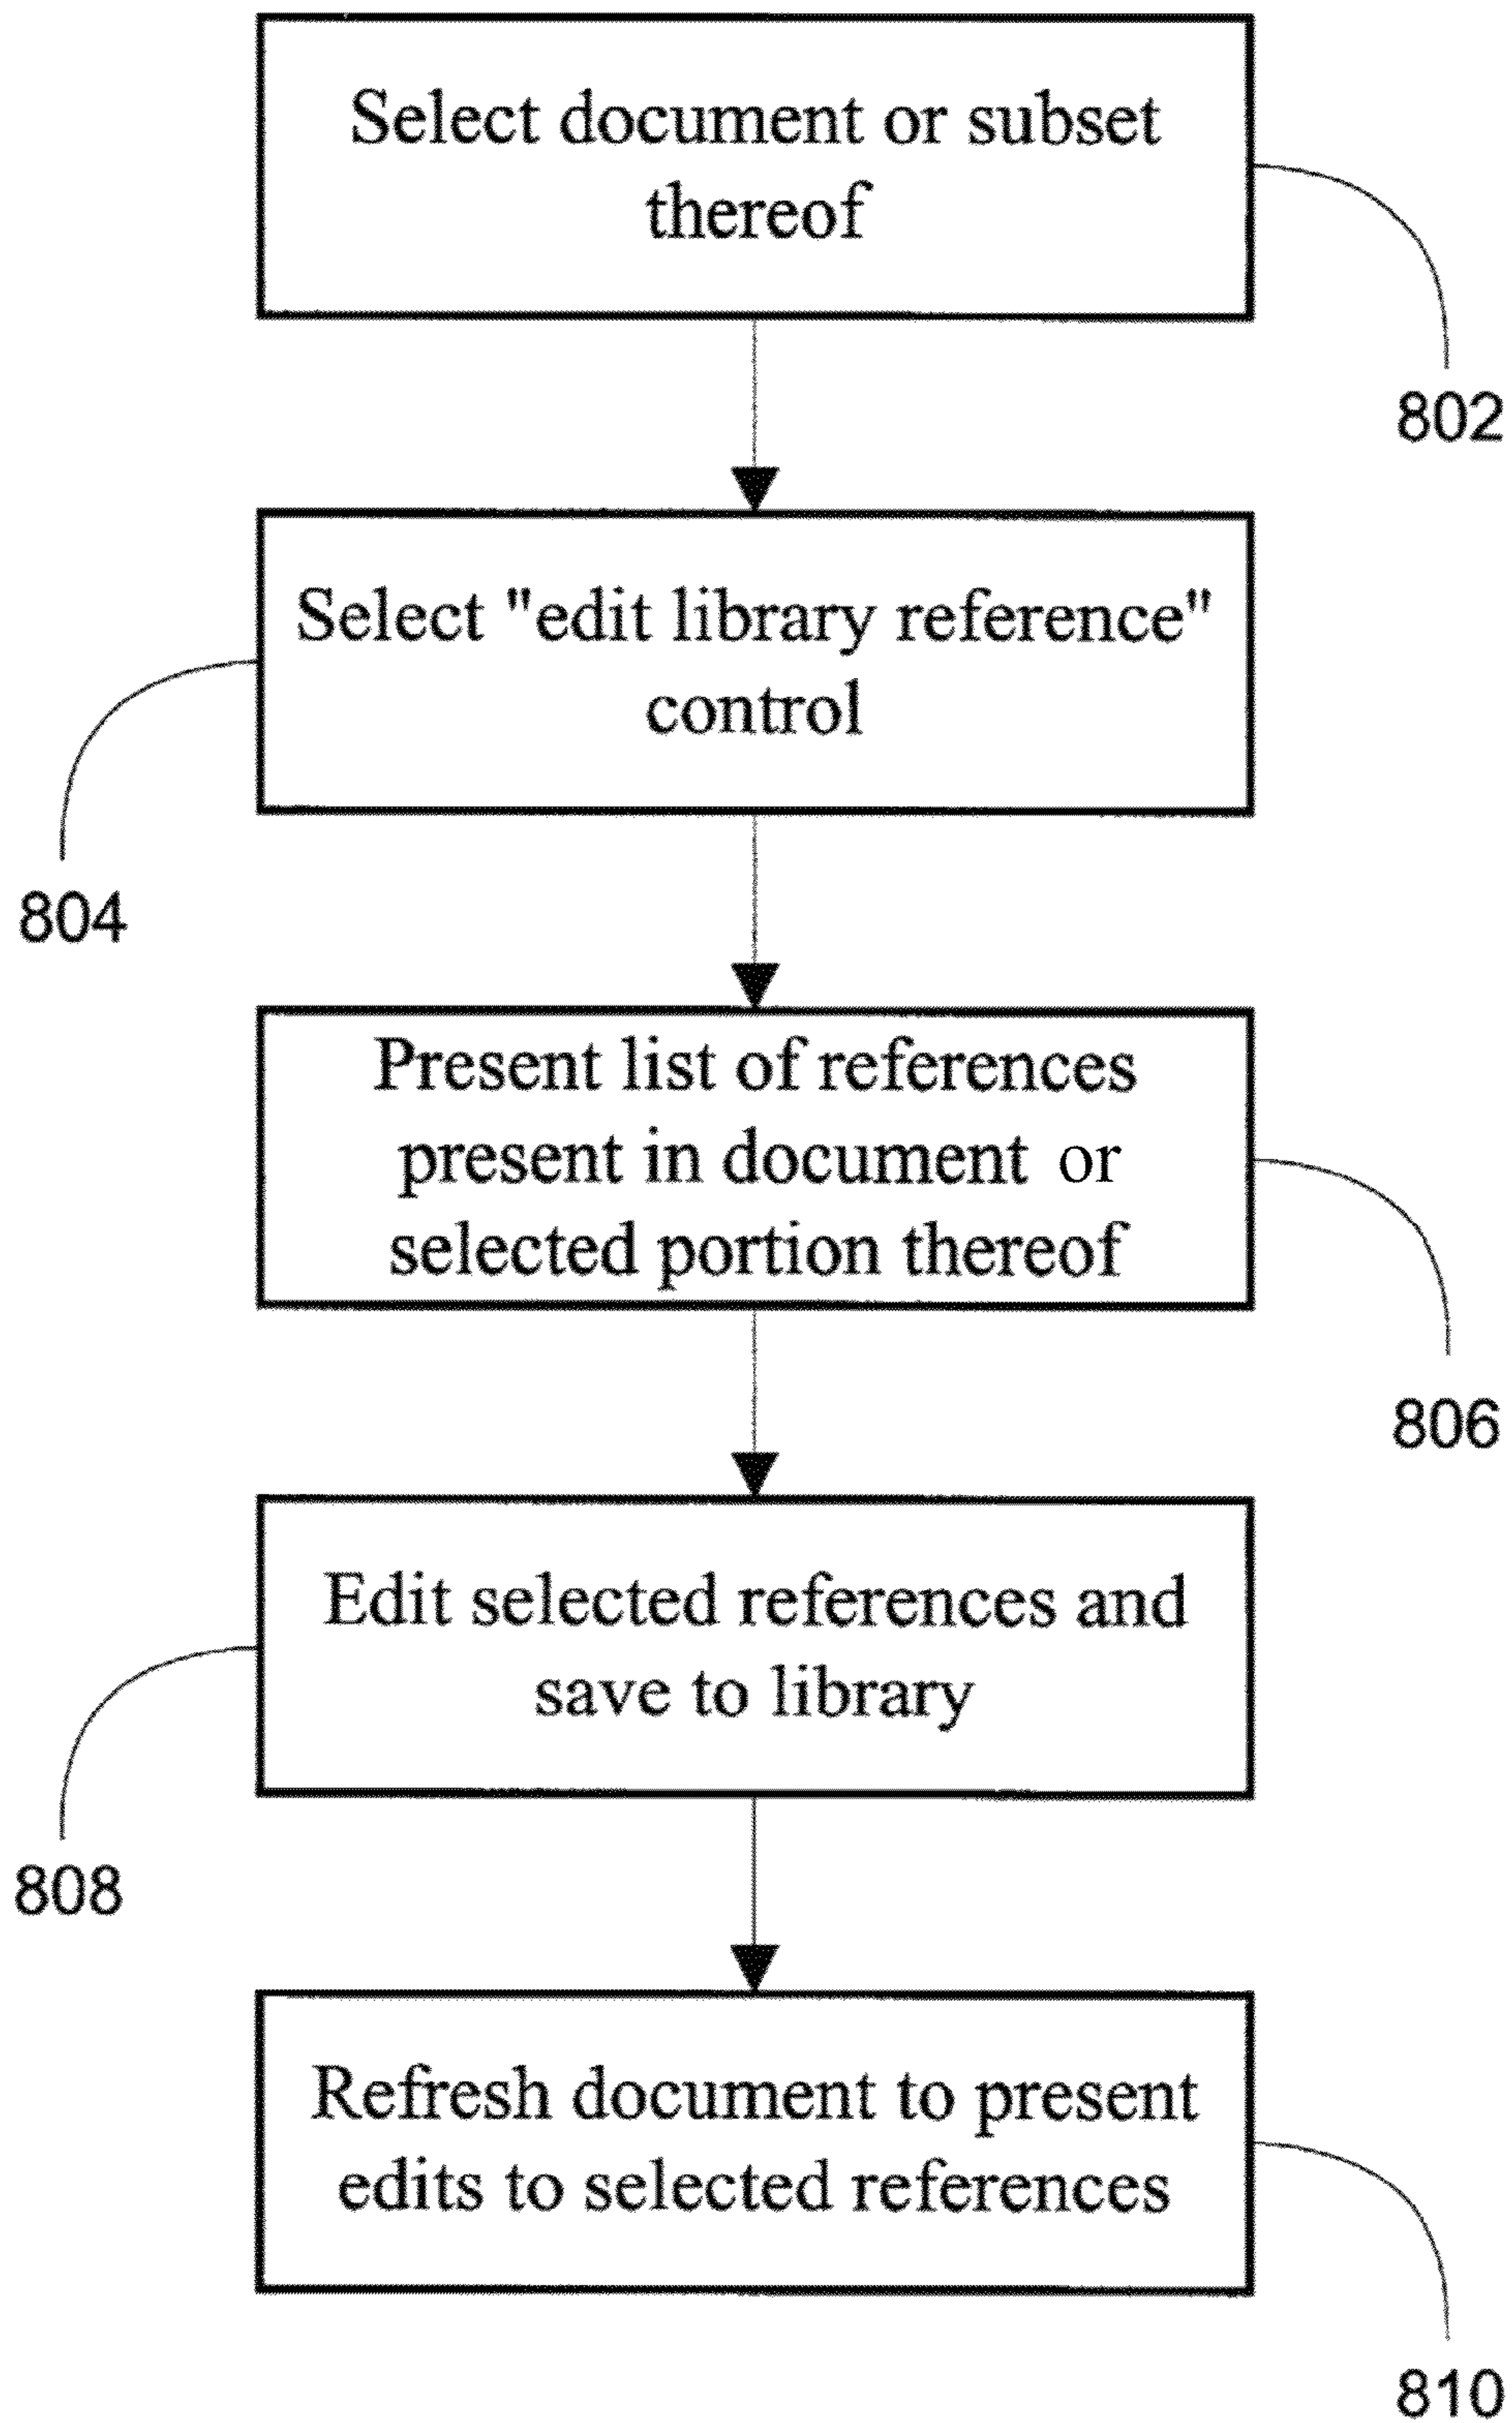 Select document or subset
thereof
802
Select "edit library reference"
control
804
Present list of references
present in document or
selected portion thereof
806
Edit selected references and
save to library
808
Refresh document to present
edits to selected references
810